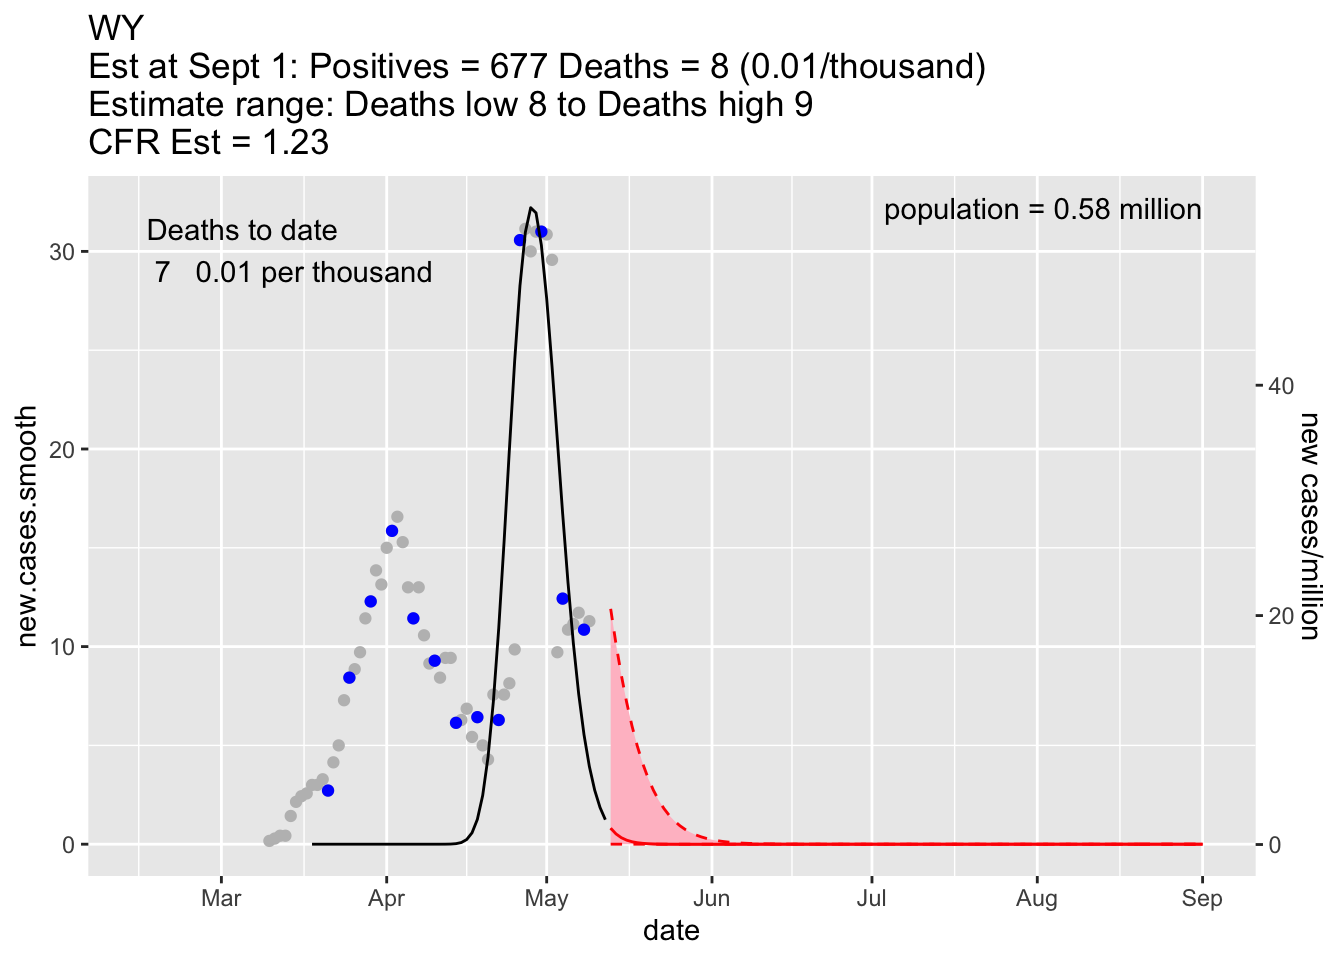 WY
Est at Sept 1: Positives = 677 Deaths = 8 (0.01/thousand)
Estimate range: Deaths low 8 to Deaths high 9
CFR Est = 1.23
Deaths to date
7 0.01 per thousand
population = 0.58 million
new.cases.smooth
30
20
10
0
new cases/million
40
20
0
Mar Apr May Jun Jul Aug Sep
date